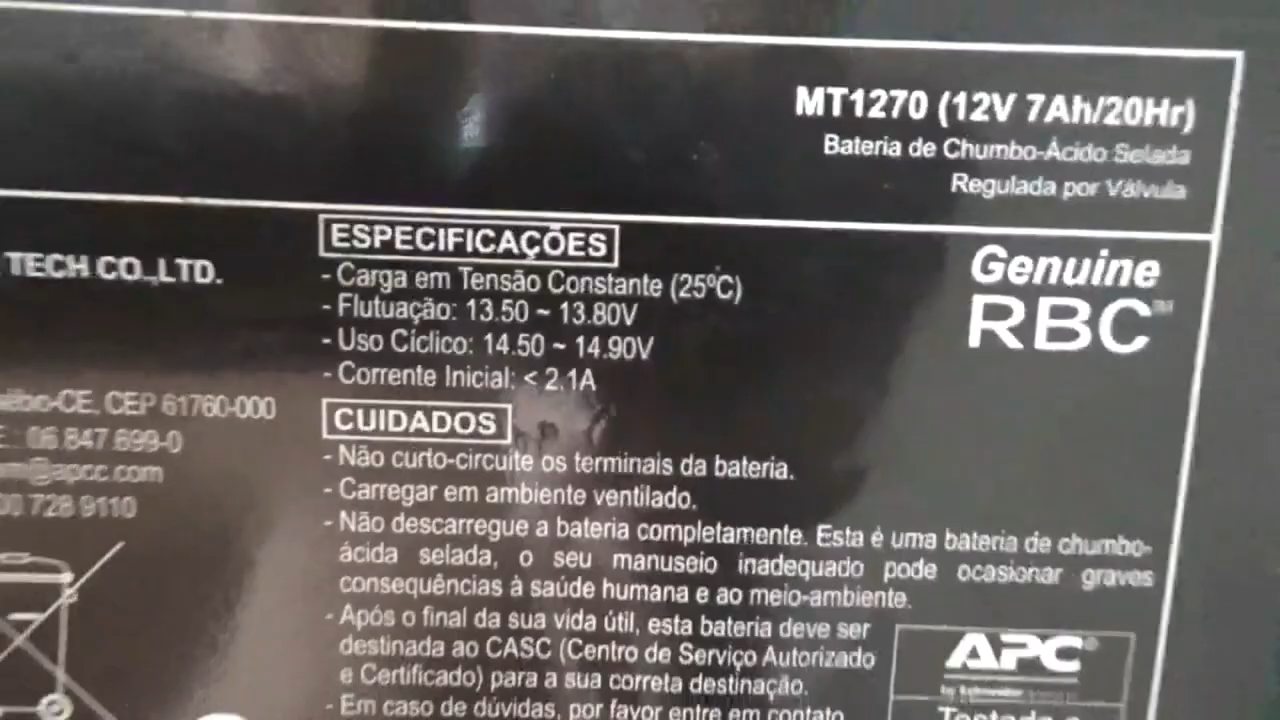 MT1270 (12V 7Ah/20Hr)
Bateria de Chumbo-Ácido Selada
Regulada por Válvula
TECH CO.,LTD.
-CE, CEP 61760-000
06.847.699-0
@apcc.com
728 9110
ESPECIFICAÇÕES
- Carga em Tensão Constante (25ºC)
- Flutuação: 13.50 ~ 13.80V
- Uso Cíclico: 14.50 ~ 14.90V
- Corrente Inicial: < 2.1A
Genuine
RBC™
CUIDADOS
- Não curto-circuite os terminais da bateria.
- Carregar em ambiente ventilado.
- Não descarregue a bateria completamente. Esta é uma bateria de chumbo-
ácida selada, o seu manuseio inadequado pode ocasionar graves
consequências à saúde humana e ao meio-ambiente.
- Após o final da sua vida útil, esta bateria deve ser
destinada ao CASC (Centro de Serviço Autorizado
e Certificado) para a sua correta destinação.
- Em caso de dúvidas, por favor entre em contato
APC®
by Schneider